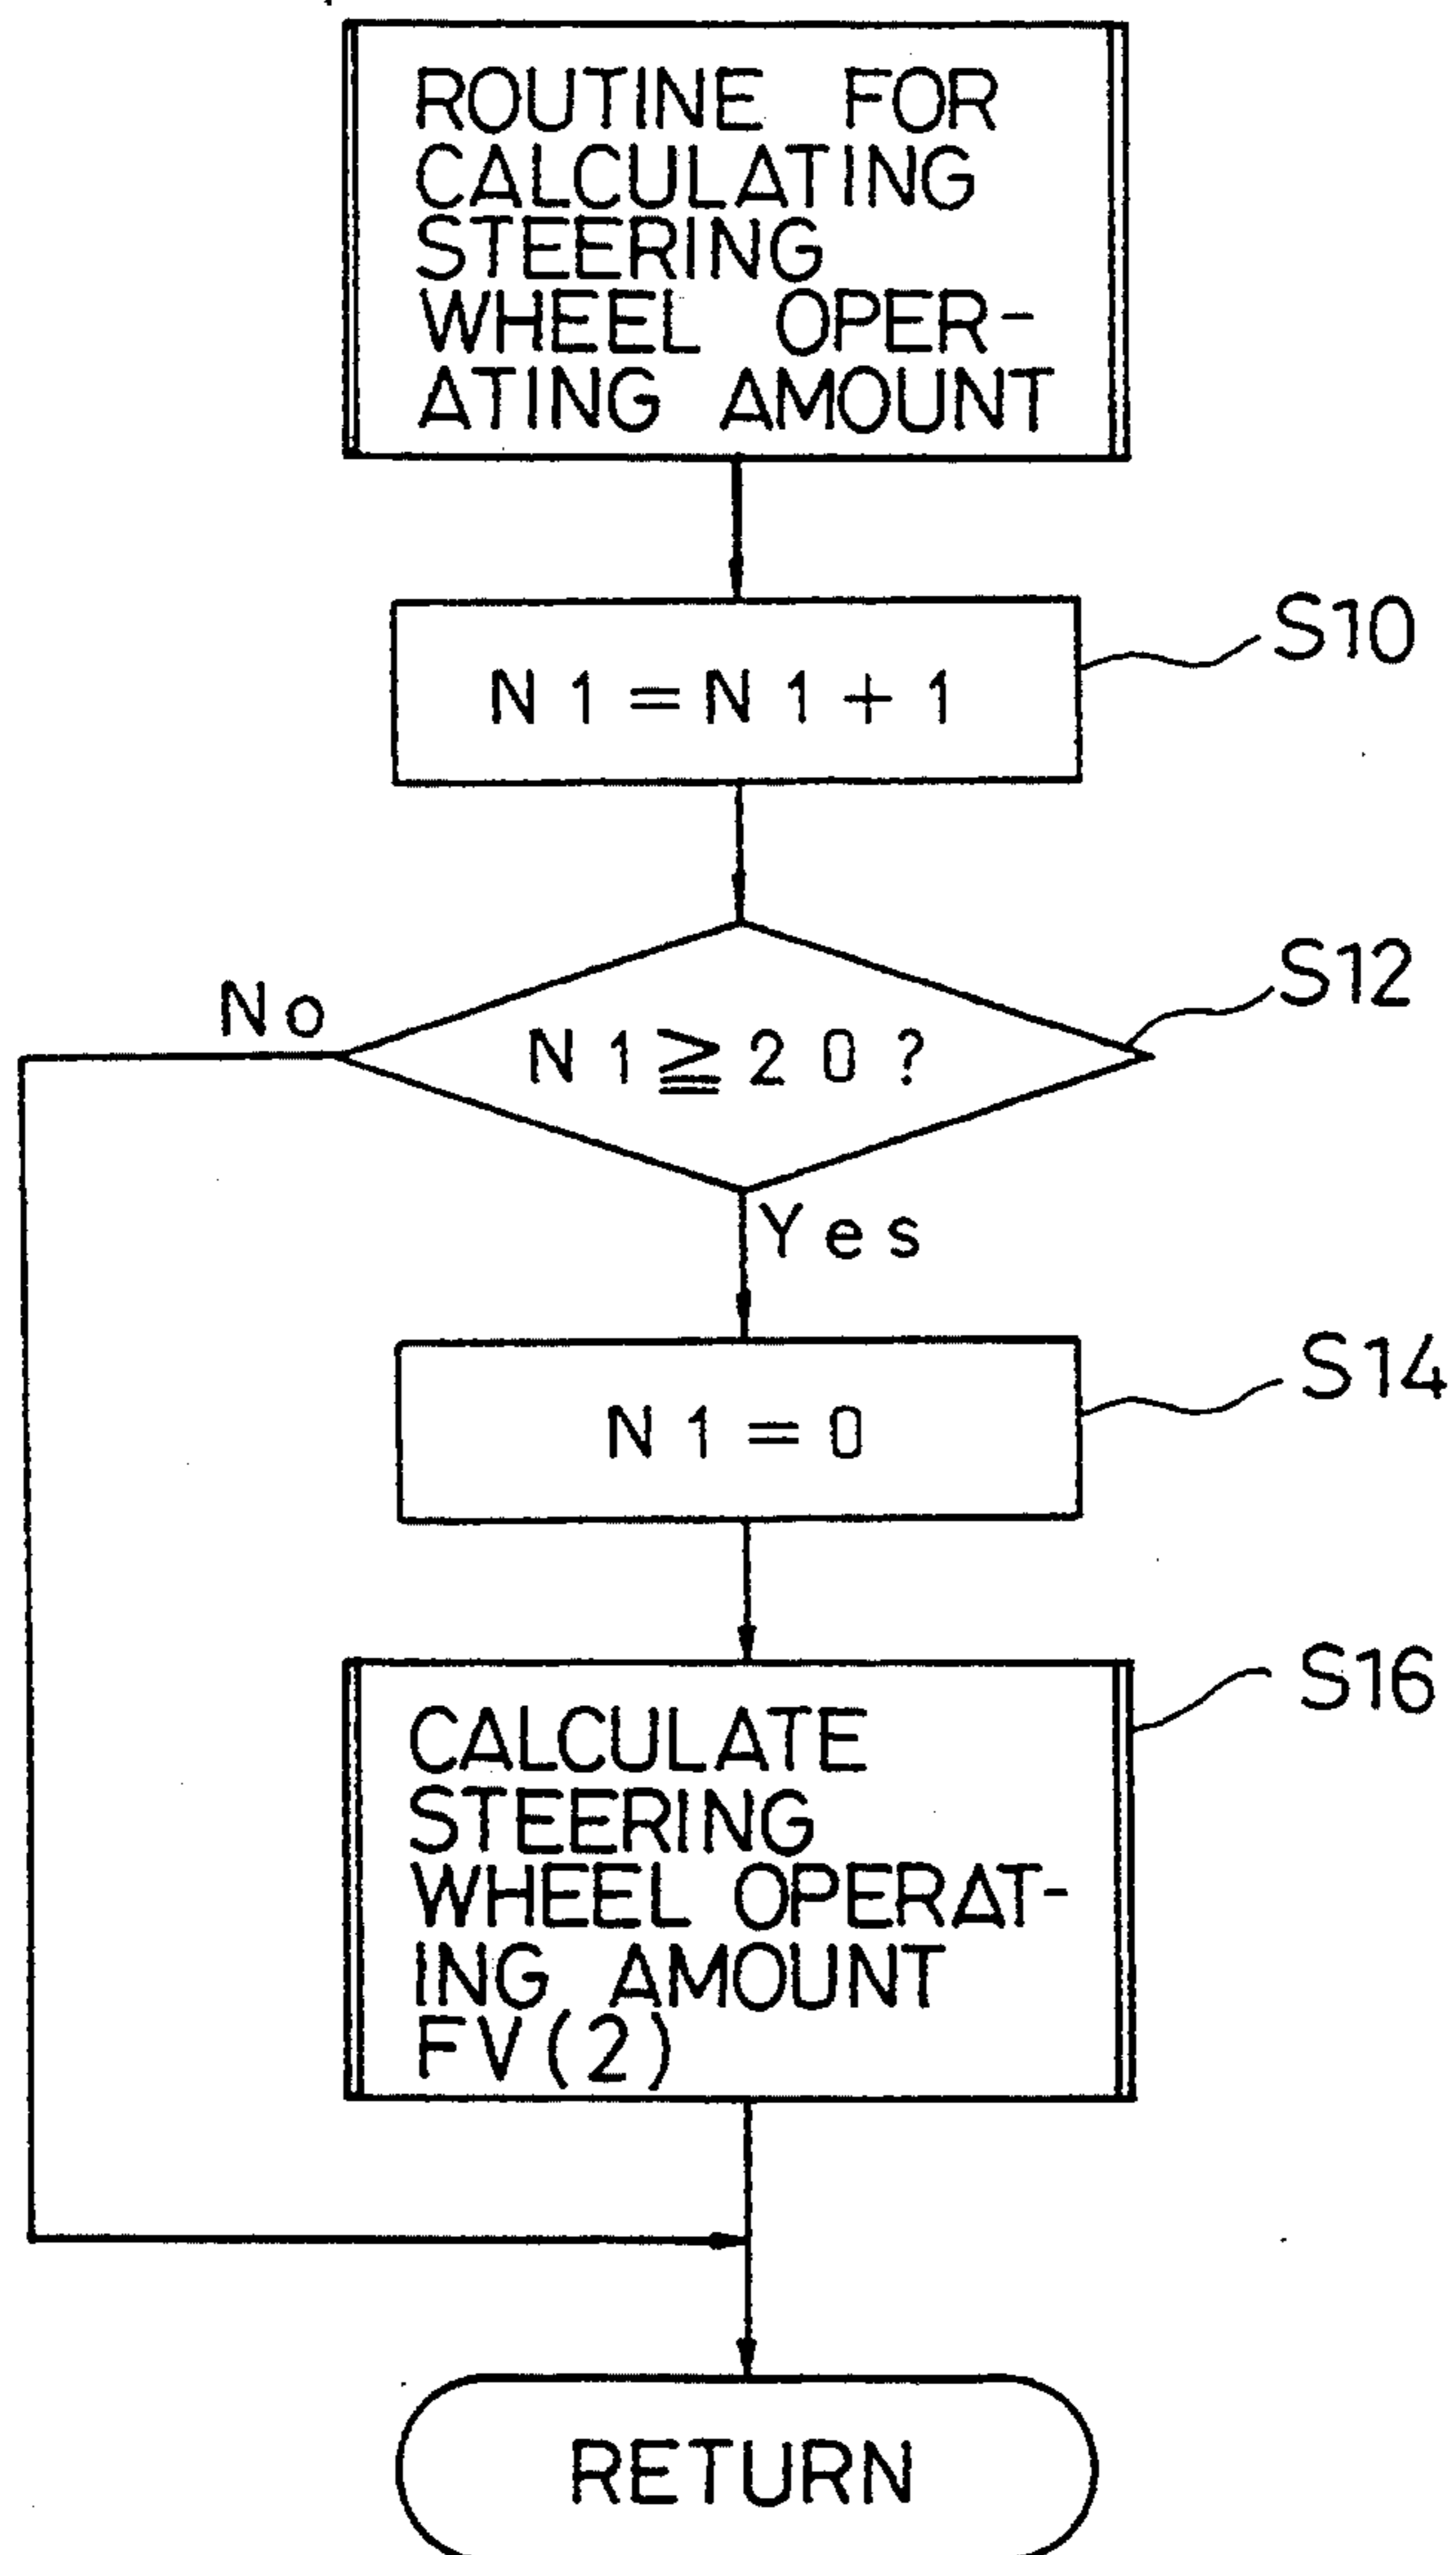 ROUTINE FOR
CALCULATING
STEERING
WHEEL OPER-
ATING AMOUNT
S10
N1=N1+1
S12
No
N1≧20?
Yes
S14
N1=0
S16
CALCULATE
STEERING
WHEEL OPERAT-
ING AMOUNT
FV(2)
RETURN